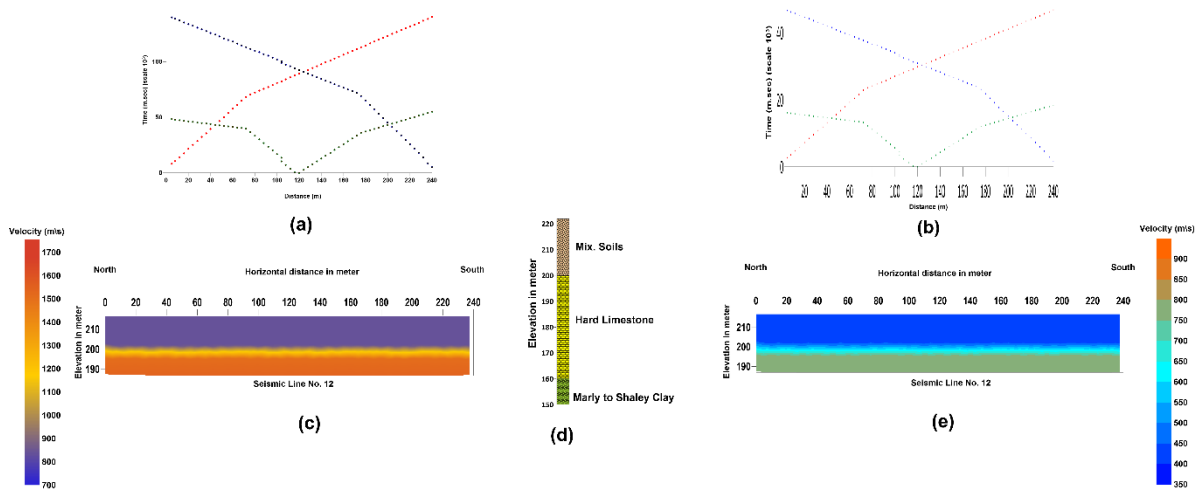 Time (m.sec) (scale 10³)
100
50
0
0 20 40 60 80 100 120 140 160 180 200 220 240
Distance (m)
(a)
Time (m.sec) (scale 10³)
40
20
0
0 20 40 60 80 100 120 140 160 180 200 220 240
Distance (m)
(b)
Velocity (m\s)
1700
1600
1500
1400
1300
1200
1100
1000
900
800
700
North
Horizontal distance in meter
South
0 20 40 60 80 100 120 140 160 180 200 220 240
Elevation in meter
210
200
190
Seismic Line No. 12
(c)
Elevation in meter
220
210
200
190
180
170
160
150
Mix. Soils
Hard Limestone
Marly to Shaley Clay
(d)
North
Horizontal distance in meter
South
0 20 40 60 80 100 120 140 160 180 200 220 240
Elevation in meter
210
200
190
Seismic Line No. 12
(e)
Velocity (m\s)
900
850
800
750
700
650
600
550
500
450
400
350